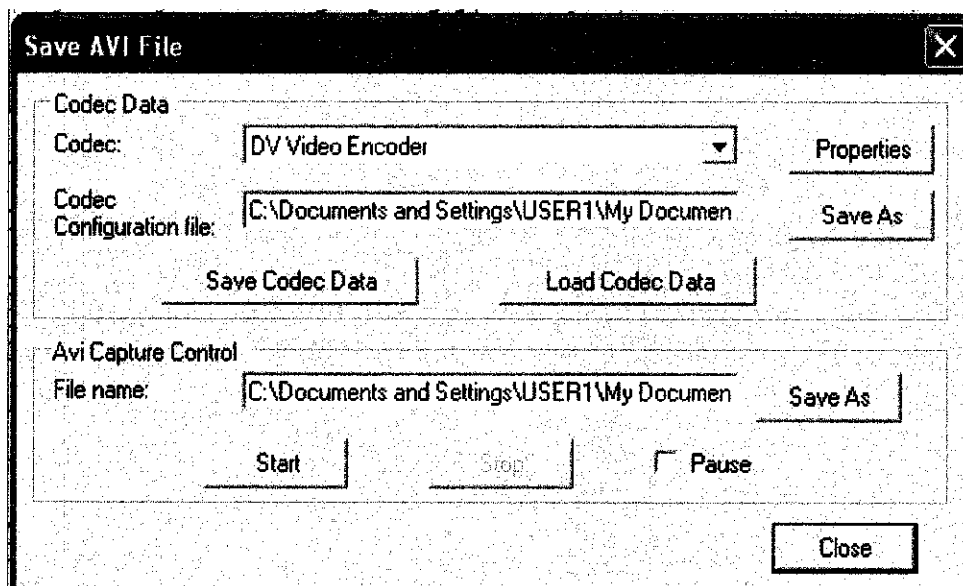 Save AVI File
Codec Data
Codec: DV Video Encoder Properties
Codec
Configuration file: C:\Documents and Settings\USER1\My Documen Save As
Save Codec Data Load Codec Data
Avi Capture Control
File name: C:\Documents and Settings\USER1\My Documen Save As
Start Stop Pause
Close